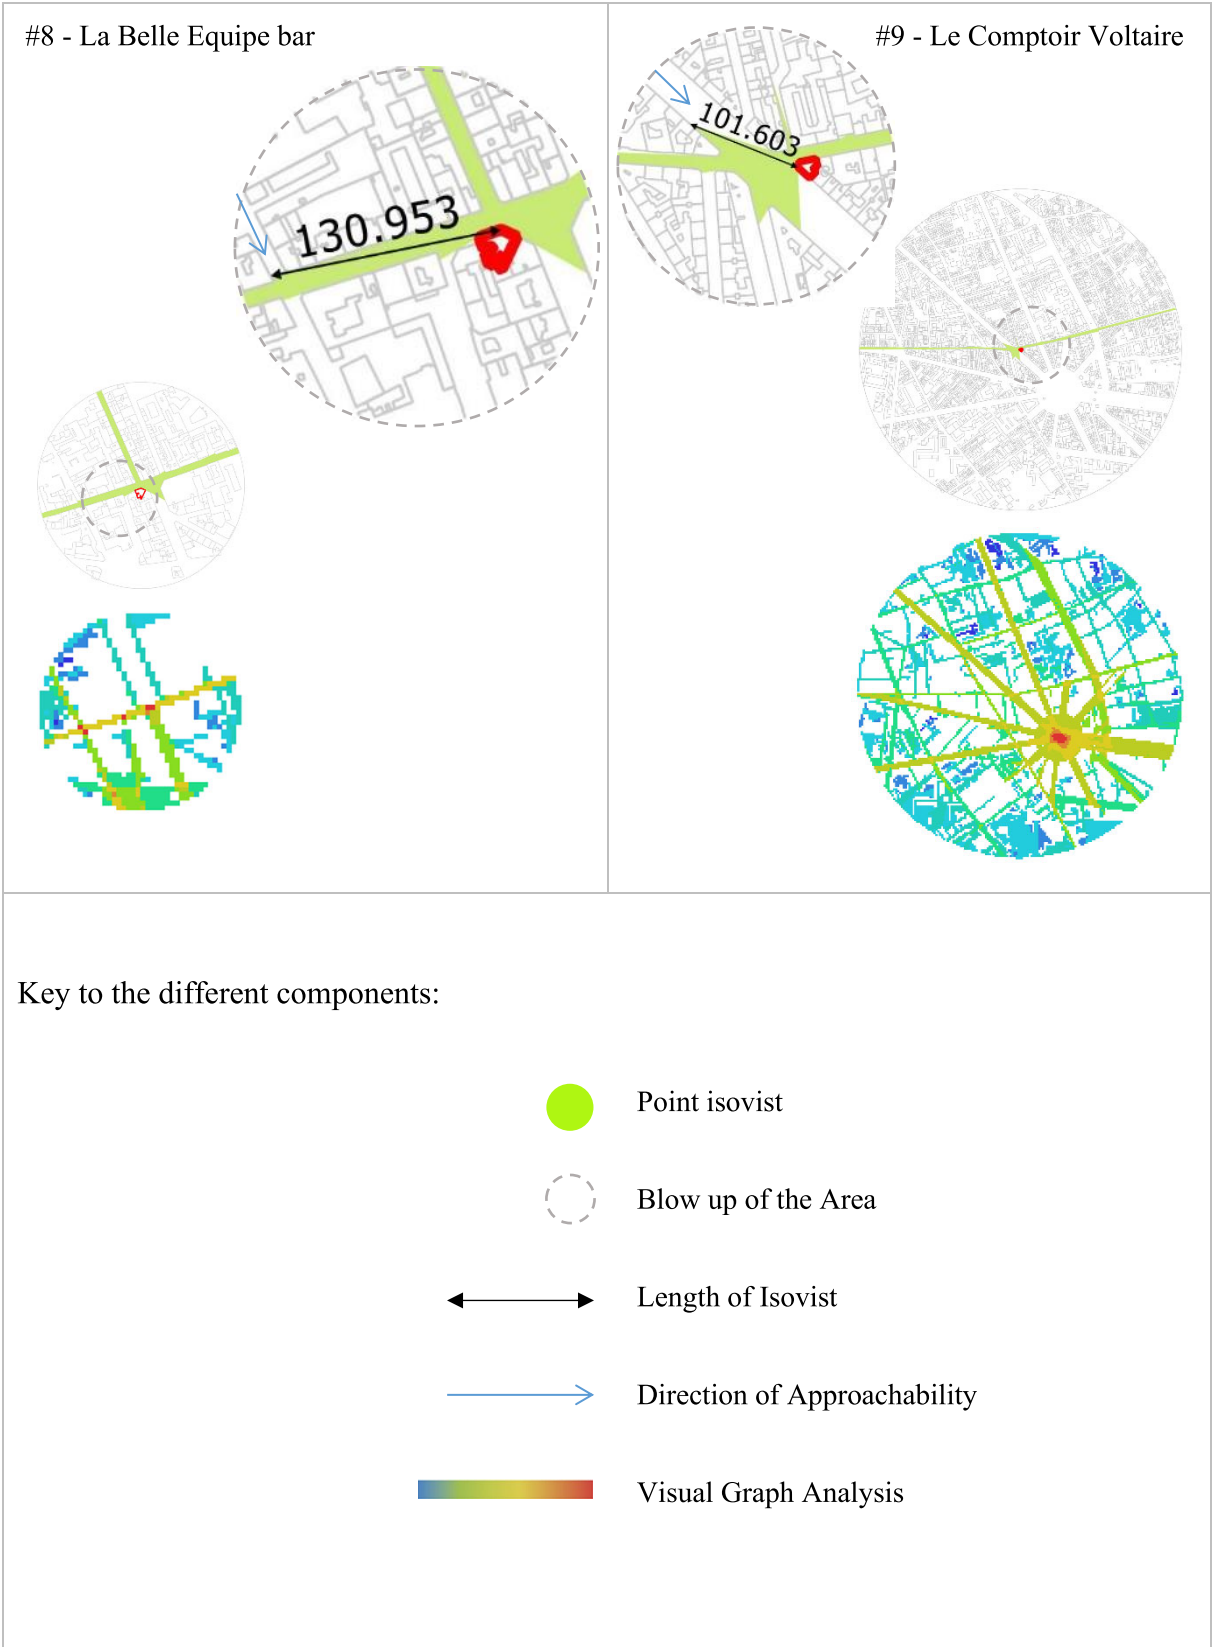 #8 - La Belle Equipe bar
130.953
#9 - Le Comptoir Voltaire
101.603
Key to the different components:
Point isovist
Blow up of the Area
Length of Isovist
Direction of Approachability
Visual Graph Analysis